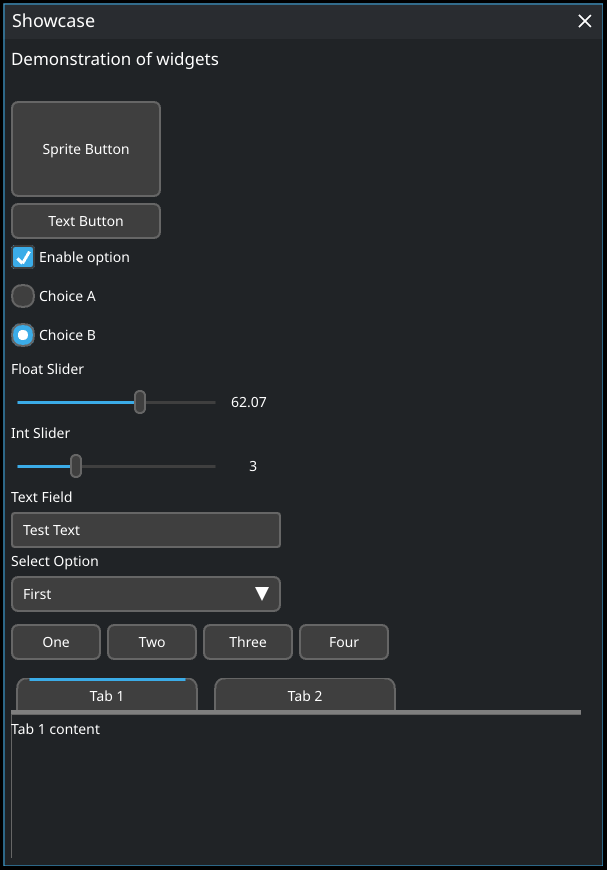 Showcase
Demonstration of widgets
Sprite Button
Text Button
Enable option
Choice A
Choice B
Float Slider
62.07
Int Slider
3
Text Field
Test Text
Select Option
First
One Two Three Four
Tab 1 Tab 2
Tab 1 content